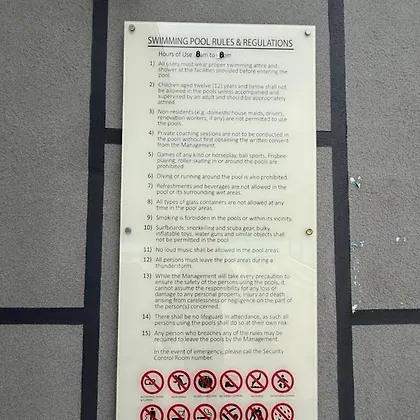 SWIMMING POOL RULES & REGULATIONS
Hours of Use: 8am to 8pm
1) All users must wear proper swimming attire and
shower at the facilities provided before entering the
pool.
2) Children aged twelve (12) years and below shall not
be allowed in the pools unless accompanied and
supervised by an adult and should be appropriately
attired.
3) Non-residents (e.g. domestic house maids, drivers,
renovation workers, if any) are not permitted to use
the pools.
4) Private coaching sessions are not to be conducted in
the pools without first obtaining the written consent
from the Management.
5) Games of any kind or horseplay, ball sports, Frisbee-
playing, roller skating in or around the pools are
prohibited.
6) Diving or running around the pool is also prohibited.
7) Refreshments and beverages are not allowed in the
pool or its surrounding wet areas.
8) All types of glass containers are not allowed at any
time in the pool areas.
9) Smoking is forbidden in the pools or within its vicinity.
10) Surfboards, snorkelling and scuba gear, bulky
inflatable toys, water guns and similar objects shall
not be permitted in the pool.
11) No loud music shall be allowed in the pool areas.
12) All persons must leave the pool areas during a
thunderstorm.
13) While the Management will take every precaution to
ensure the safety of the persons using the pools, it
cannot assume the responsibility for any loss or
damage to any personal property, injury and death
arising from carelessness or negligence on the part of
the person(s) concerned.
14) There shall be no lifeguard in attendance, as such all
persons using the pools shall do so at their own risk.
15) Any person who breaches any of the rules may be
required to leave the pools by the Management.
In the event of emergency, please call the Security
Control Room number.